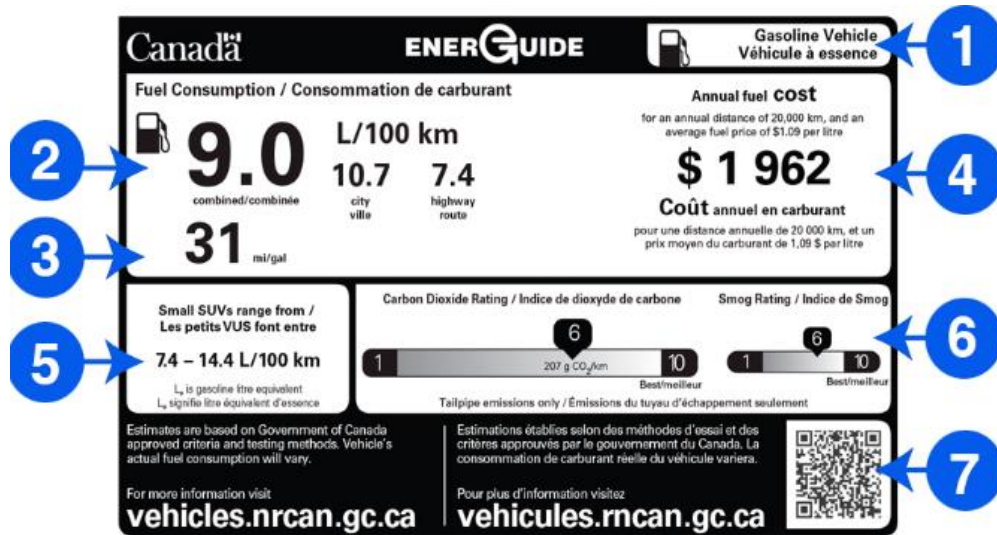 Canada
ENERGUIDE
Gasoline Vehicle
Véhicule à essence
1
Fuel Consumption / Consommation de carburant
2
9.0
combined/combinée
L/100 km
10.7
city
ville
7.4
highway
route
3
31 mi/gal
Annual fuel cost
for an annual distance of 20,000 km, and an
average fuel price of $1.09 per litre
$ 1 962
Coût annuel en carburant
pour une distance annuelle de 20 000 km, et un
prix moyen du carburant de 1,09 $ par litre
4
5
Small SUVs range from /
Les petits VUS font entre
7.4 – 14.4 L/100 km
Lₑ is gasoline litre equivalent
Lₑ signifie litre équivalent d'essence
Carbon Dioxide Rating / Indice de dioxyde de carbone
6
1
207 g CO₂/km
10
Best/meilleur
Smog Rating / Indice de Smog
6
1
10
Best/meilleur
Tailpipe emissions only / Émissions du tuyau d'échappement seulement
6
Estimates are based on Government of Canada
approved criteria and testing methods. Vehicle's
actual fuel consumption will vary.
For more information visit
vehicles.nrcan.gc.ca
Estimations établies selon des méthodes d'essai et des
critères approuvés par le gouvernement du Canada. La
consommation de carburant réelle du véhicule variera.
Pour plus d'information visitez
vehicules.rncan.gc.ca
7